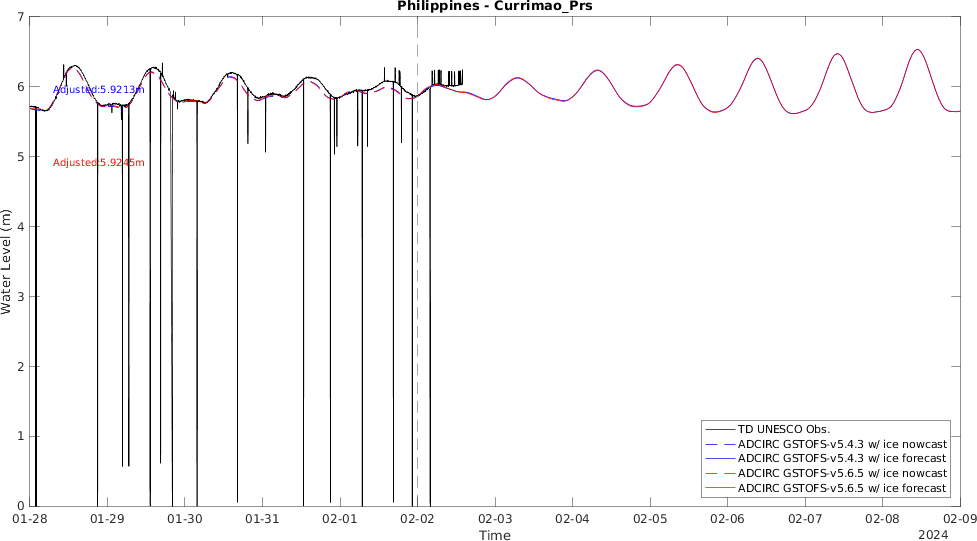 Philippines - Currimao_Prs
7
6
5
4
3
2
1
0
Water Level (m)
Adjusted:5.9213m
Adjusted:5.9245m
TD UNESCO Obs.
ADCIRC GSTOFS-v5.4.3 w/ ice nowcast
ADCIRC GSTOFS-v5.4.3 w/ ice forecast
ADCIRC GSTOFS-v5.6.5 w/ ice nowcast
ADCIRC GSTOFS-v5.6.5 w/ ice forecast
01-28 01-29 01-30 01-31 02-01 02-02 02-03 02-04 02-05 02-06 02-07 02-08 02-09
Time
2024